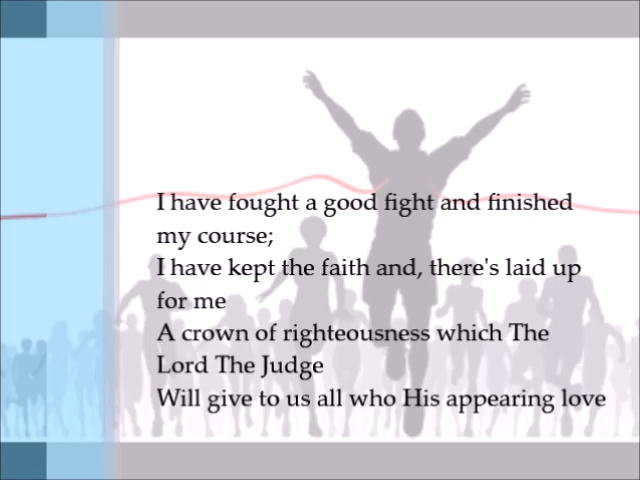 I have fought a good fight and finished
my course;
I have kept the faith and, there's laid up
for me
A crown of righteousness which The
Lord The Judge
Will give to us all who His appearing love